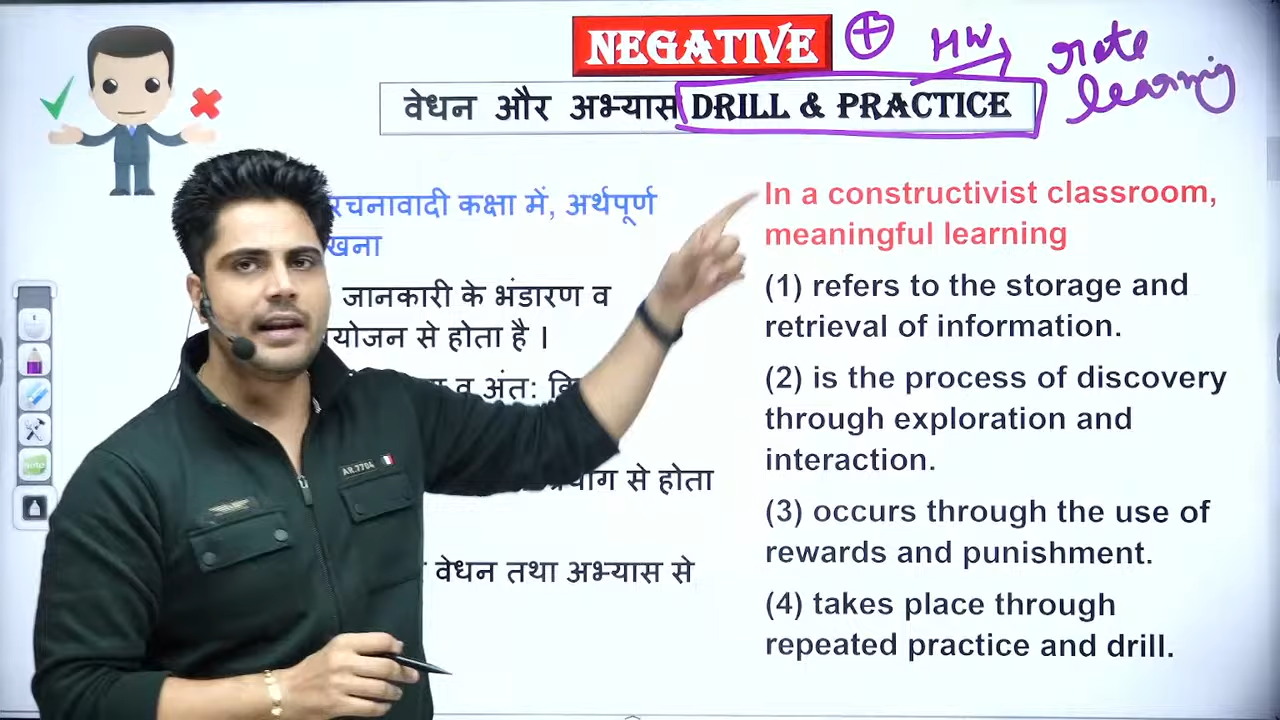 NEGATIVE + HW rote
learning
वेधन और अभ्यास DRILL & PRACTICE
रचनावादी कक्षा में, अर्थपूर्ण
जानकारी के भंडारण व
से होता है ।
व अंत:
से होता
वेधन तथा अभ्यास से
In a constructivist classroom,
meaningful learning
(1) refers to the storage and
retrieval of information.
(2) is the process of discovery
through exploration and
interaction.
(3) occurs through the use of
rewards and punishment.
(4) takes place through
repeated practice and drill.
AR.7704